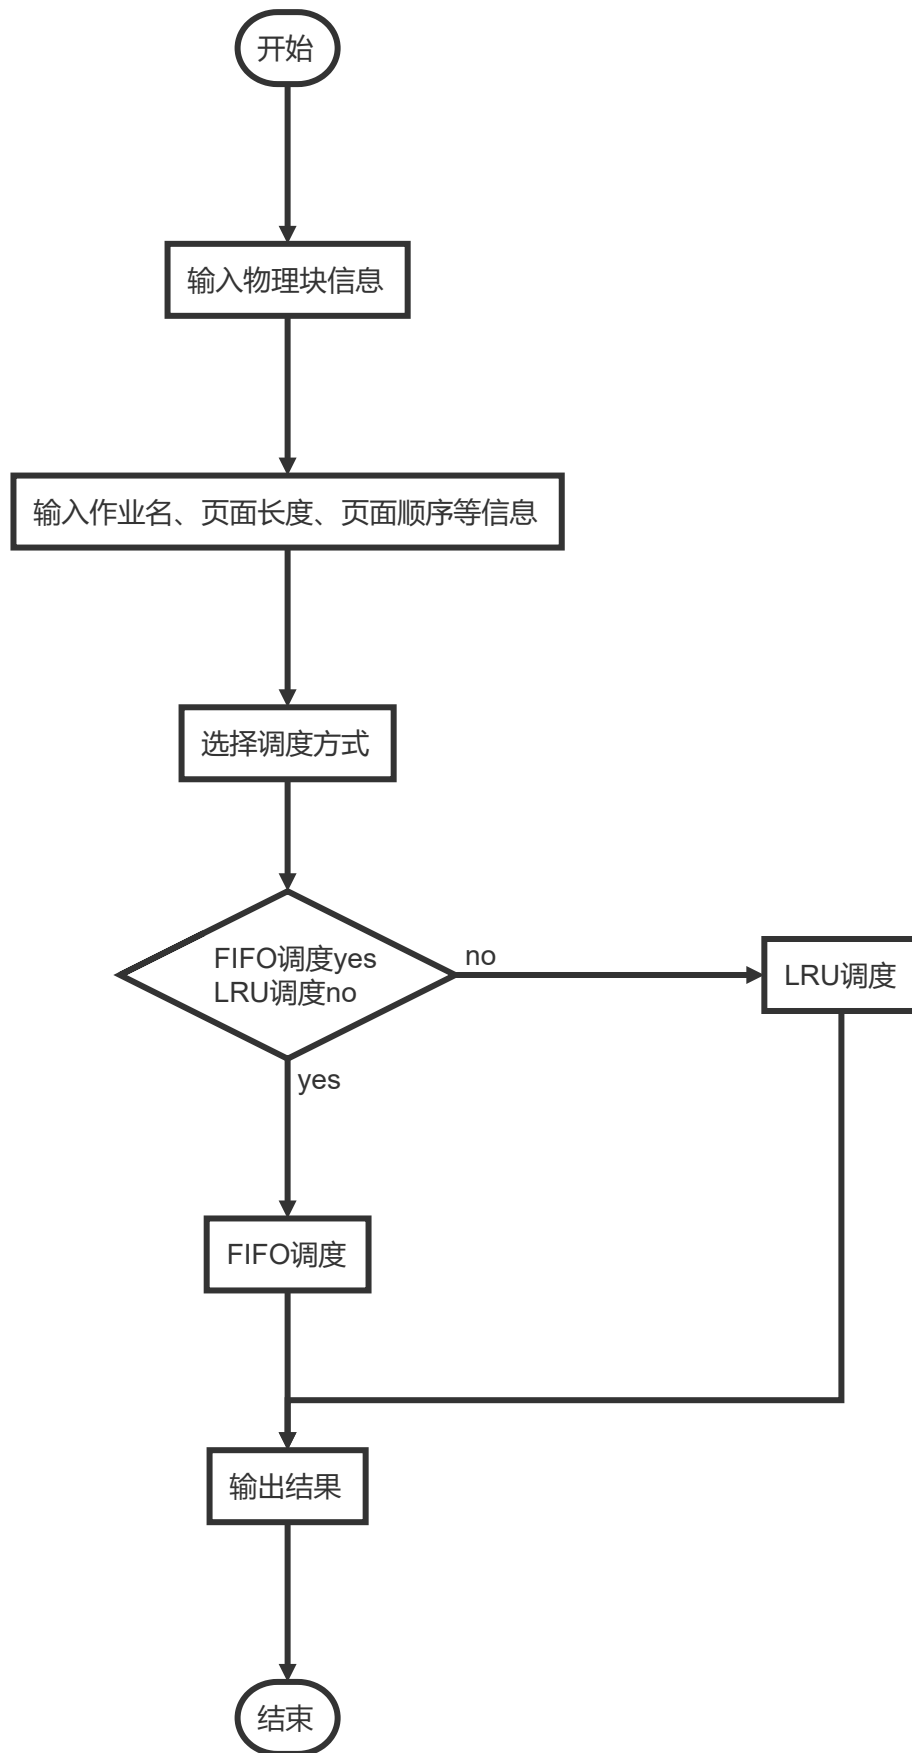 开始
输入物理块信息
输入作业名、页面长度、页面顺序等信息
选择调度方式
FIFO调度yes
LRU调度no
no
LRU调度
yes
FIFO调度
输出结果
结束